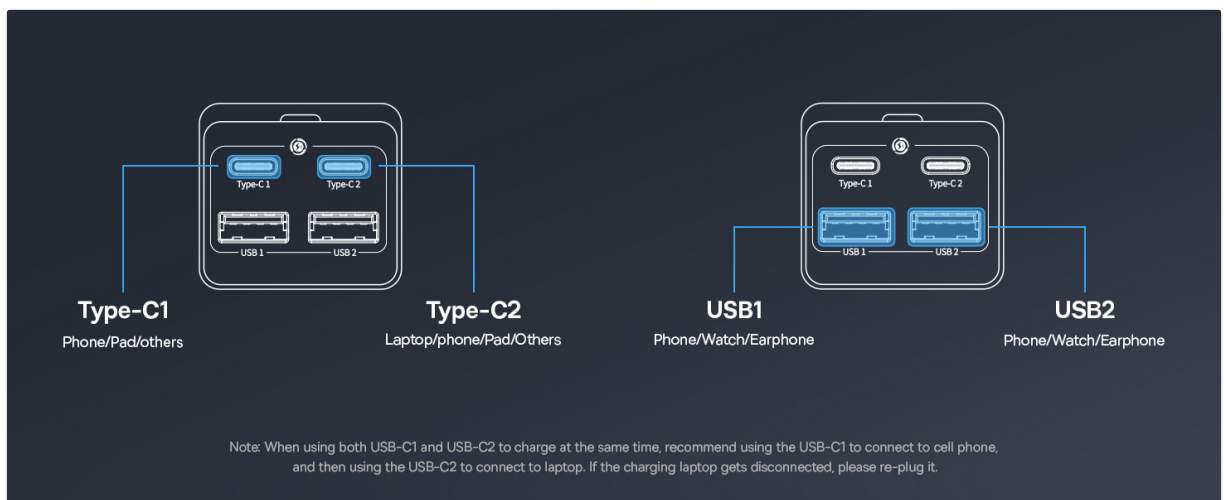 Type-C 1
Type-C 2
USB 1
USB 2
Type-C1
Phone/Pad/others
Type-C2
Laptop/phone/Pad/Others
Type-C 1
Type-C 2
USB 1
USB 2
USB1
Phone/Watch/Earphone
USB2
Phone/Watch/Earphone
Note: When using both USB-C1 and USB-C2 to charge at the same time, recommend using the USB-C1 to connect to cell phone,
and then using the USB-C2 to connect to laptop. If the charging laptop gets disconnected, please re-plug it.